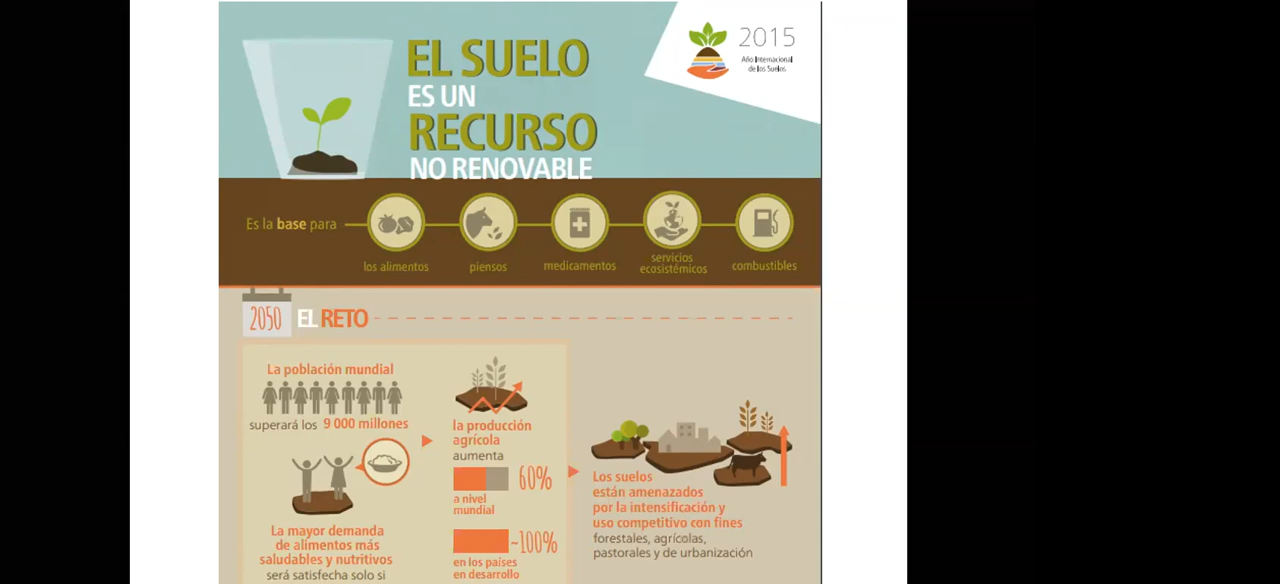 EL SUELO
ES UN
RECURSO
NO RENOVABLE
2015
Año Internacional
de los Suelos
Es la base para
los alimentos
piensos
medicamentos
servicios
ecosistémicos
combustibles
2050
EL RETO
La población mundial
superará los 9 000 millones
La mayor demanda
de alimentos más
saludables y nutritivos
será satisfecha solo si
la producción
agrícola
aumenta
60%
a nivel
mundial
~100%
en los países
en desarrollo
Los suelos
están amenazados
por la intensificación y
uso competitivo con fines
forestales, agrícolas,
pastorales y de urbanización